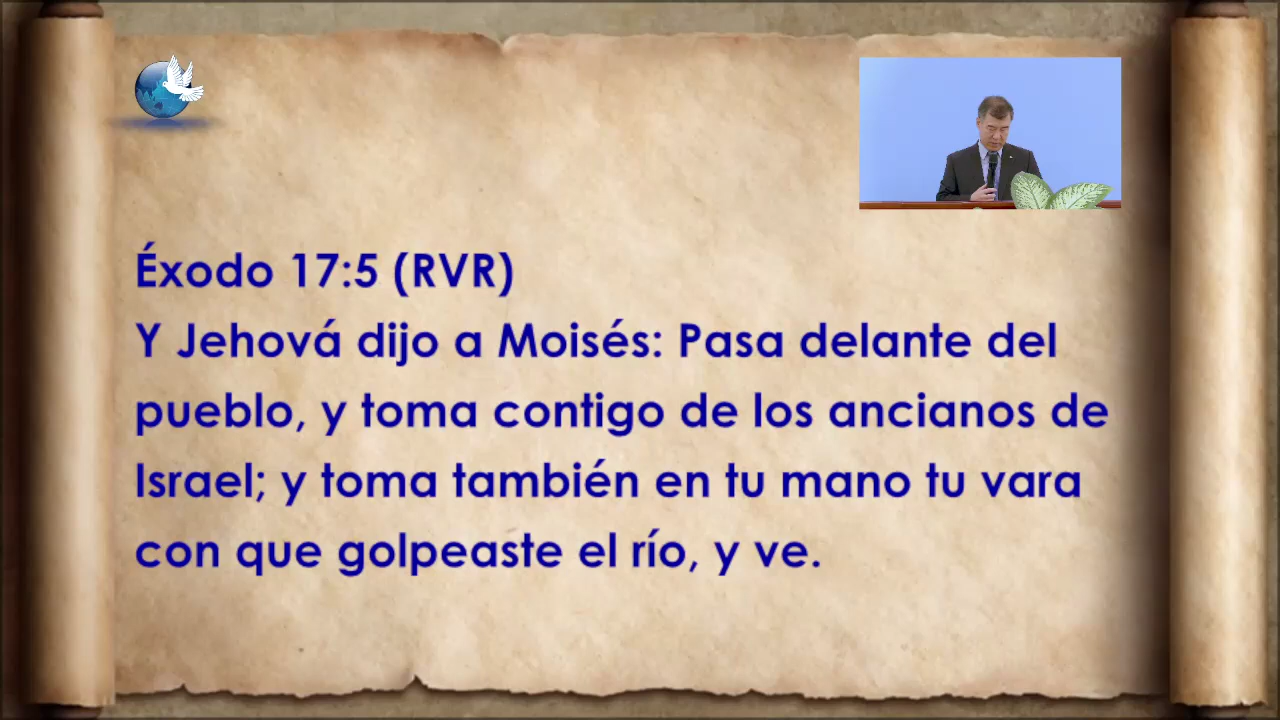 Éxodo 17:5 (RVR)
Y Jehová dijo a Moisés: Pasa delante del
pueblo, y toma contigo de los ancianos de
Israel; y toma también en tu mano tu vara
con que golpeaste el río, y ve.